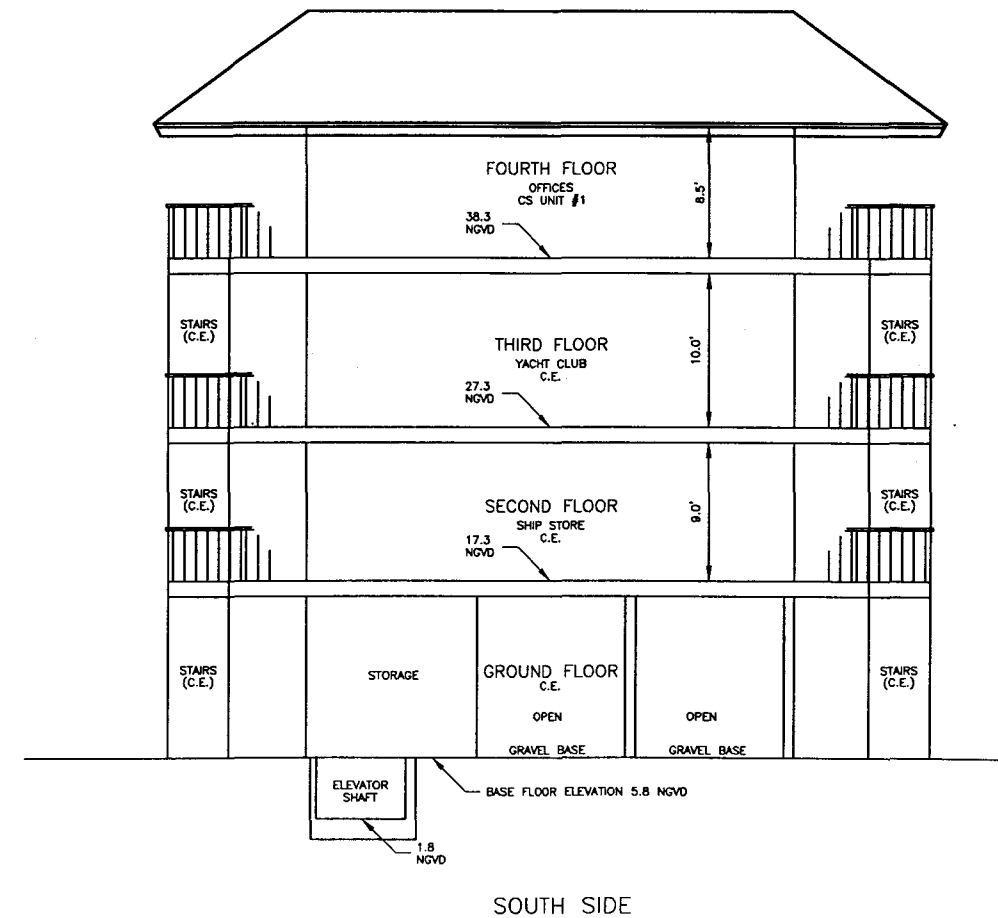 FOURTH FLOOR
OFFICES
CS UNIT #1
8.5'
38.3
NGVD
STAIRS
(C.E.)
STAIRS
(C.E.)
THIRD FLOOR
YACHT CLUB
C.E.
10.0'
27.3
NGVD
STAIRS
(C.E.)
STAIRS
(C.E.)
SECOND FLOOR
SHIP STORE
C.E.
9.0'
17.3
NGVD
STAIRS
(C.E.)
STORAGE
GROUND FLOOR
C.E.
STAIRS
(C.E.)
OPEN
OPEN
GRAVEL BASE
GRAVEL BASE
ELEVATOR
SHAFT
BASE FLOOR ELEVATION 5.8 NGVD
1.8
NGVD
SOUTH SIDE